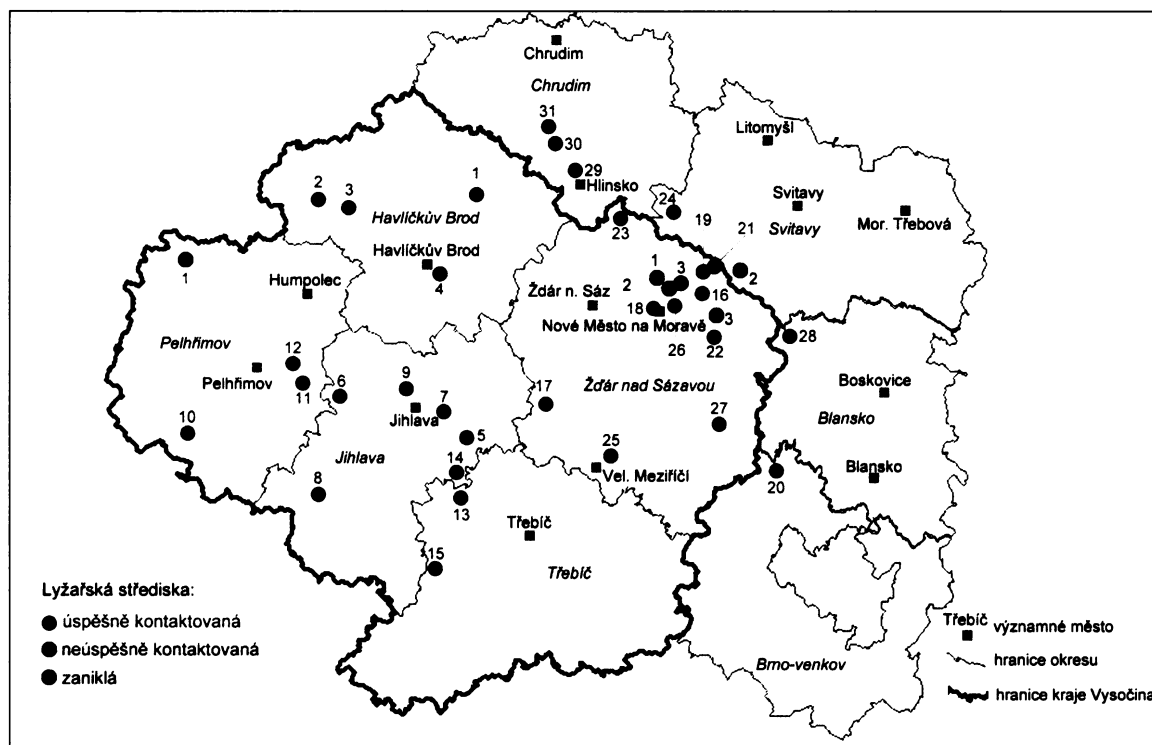 Chrudim
Chrudim
31
30
29
Hlinsko
Litomyšl
Svitavy
Svitavy
Mor. Třebová
24
19
21
23
2
3
1
Havlíčkův Brod
Havlíčkův Brod
4
1
Humpolec
1
2
3
2
16
3
18
Žďár n. Sáz
Nové Město na Moravě
26
22
28
Pelhřimov
Pelhřimov
12
11
10
6
9
7
Jihlava
5
Jihlava
14
8
13
17
Žďár nad Sázavou
27
25
Vel. Meziříčí
Boskovice
Blansko
Blansko
20
Třebíč
Třebíč
15
Brno-venkov
Lyžařská střediska:
úspěšně kontaktovaná
neúspěšně kontaktovaná
zaniklá
Třebíč
významné město
hranice okresu
hranice kraje Vysočina